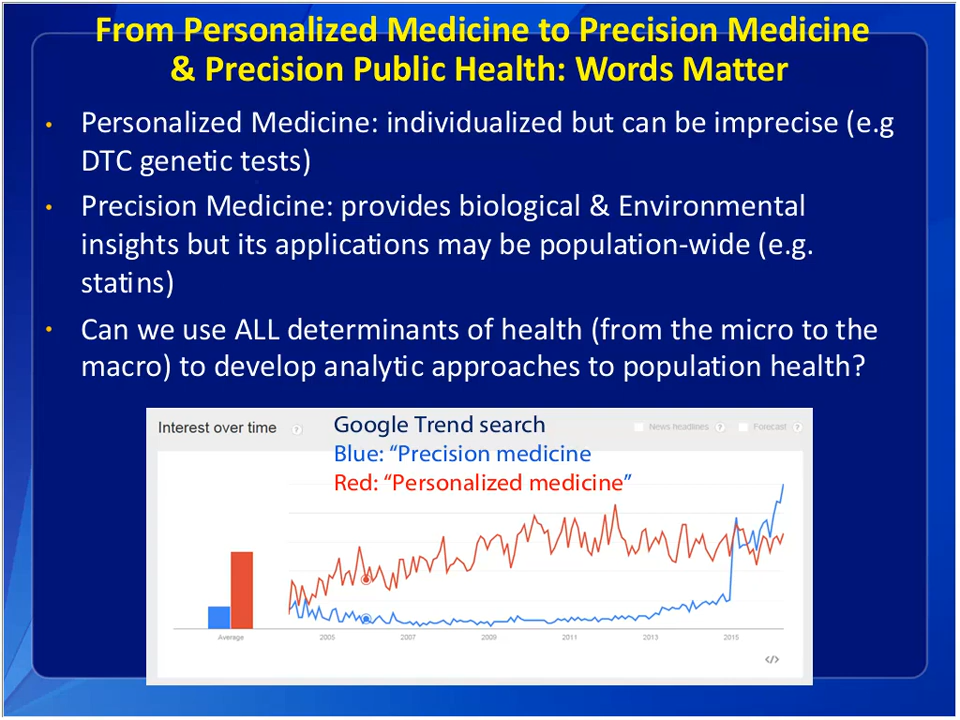 From Personalized Medicine to Precision Medicine
& Precision Public Health: Words Matter
• Personalized Medicine: individualized but can be imprecise (e.g
DTC genetic tests)
• Precision Medicine: provides biological & Environmental
insights but its applications may be population-wide (e.g.
statins)
• Can we use ALL determinants of health (from the micro to the
macro) to develop analytic approaches to population health?
Interest over time ?
Google Trend search
Blue: “Precision medicine
Red: “Personalized medicine”
News headlines ? Forecast ?
Average 2005 2007 2009 2011 2013 2015
</>